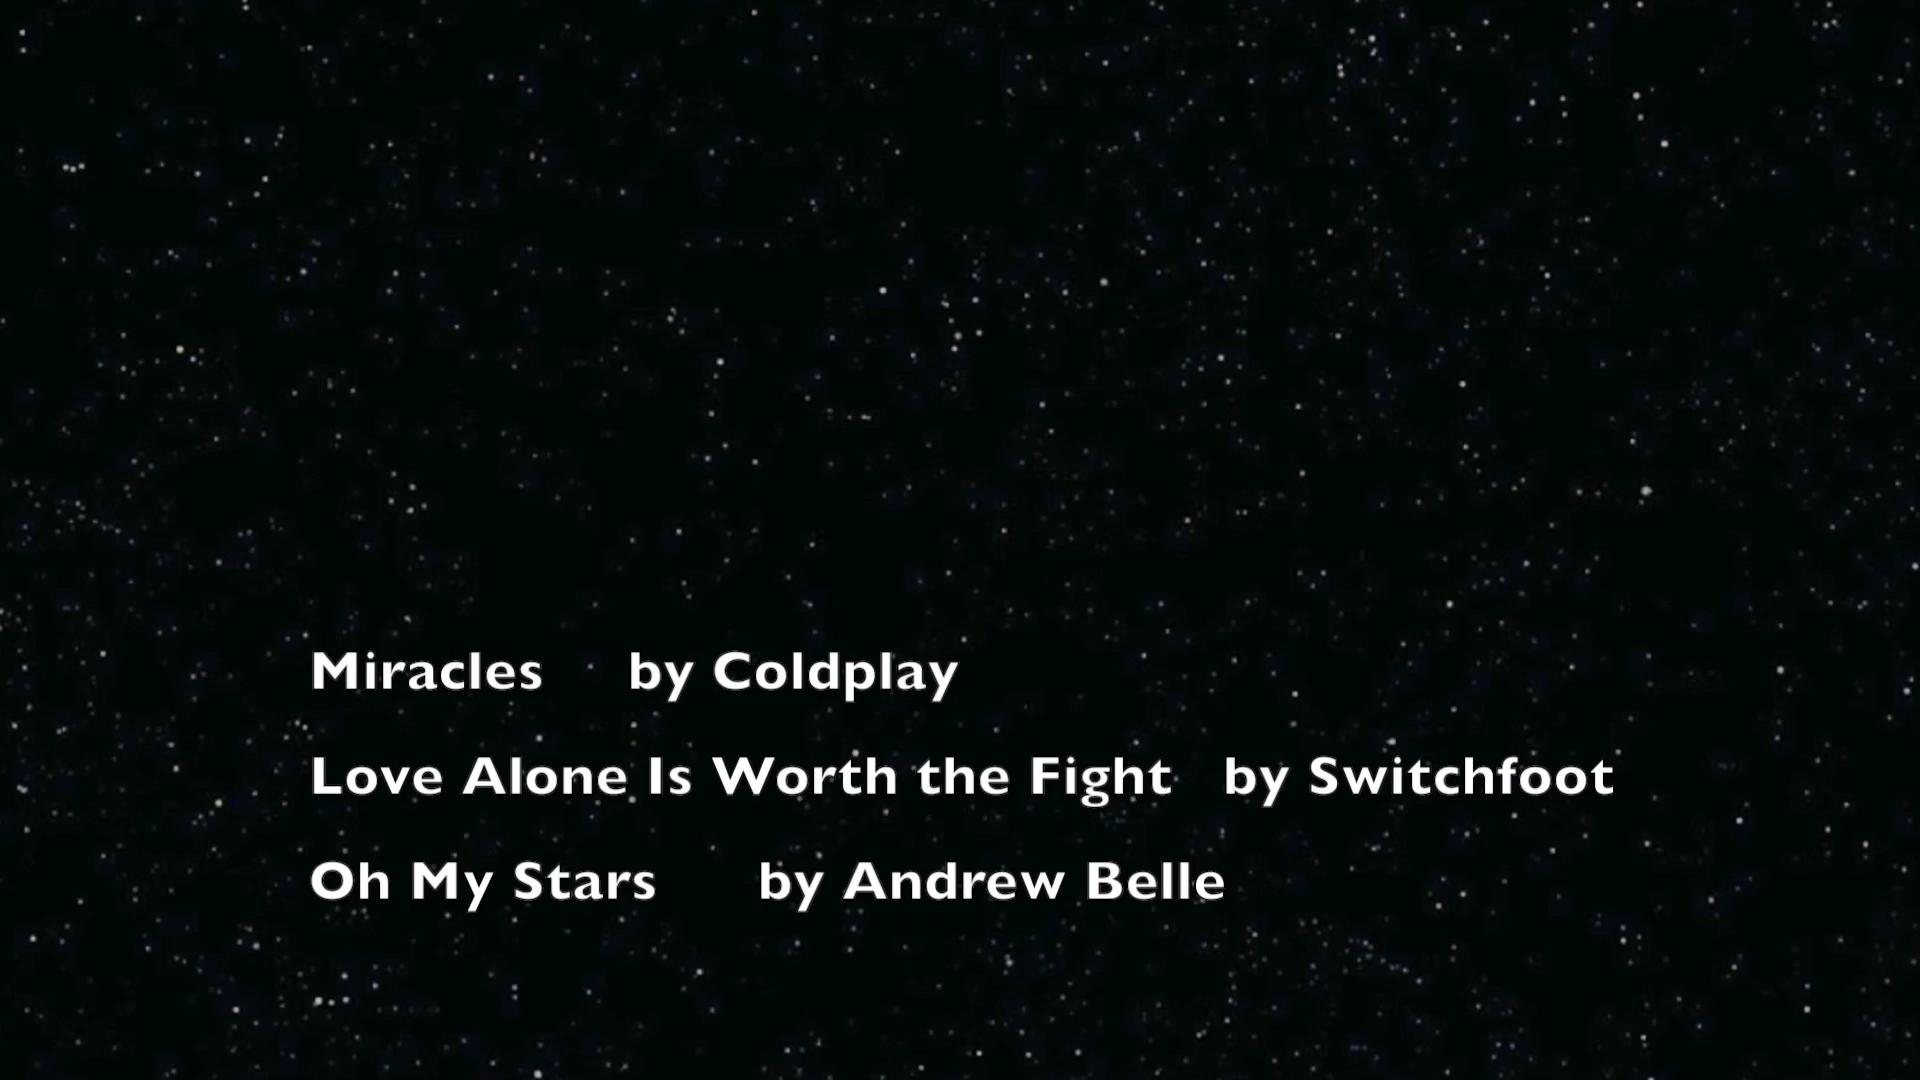 Miracles by Coldplay
Love Alone Is Worth the Fight by Switchfoot
Oh My Stars by Andrew Belle